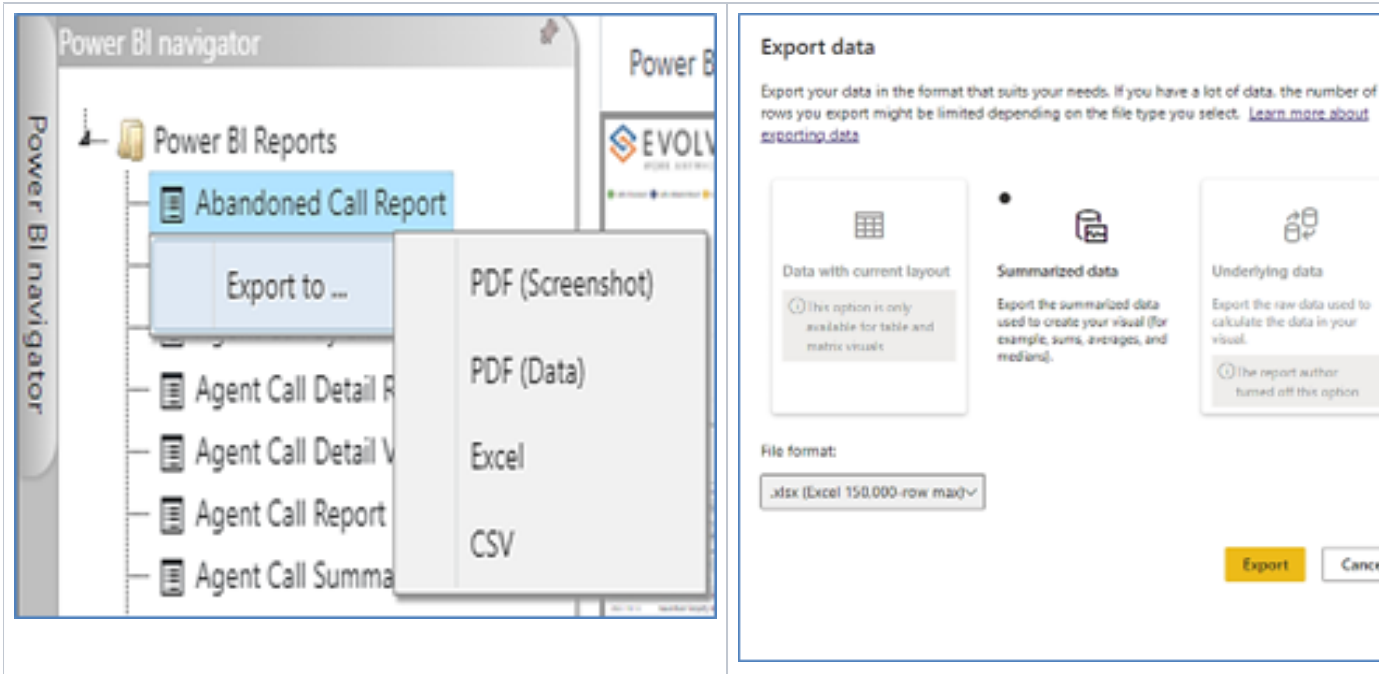 Power BI navigator
Power BI navigator
Power BI Reports
Abandoned Call Report
Export to ...
Agent Call Detail R
Agent Call Detail V
Agent Call Report
Agent Call Summa
PDF (Screenshot)
PDF (Data)
Excel
CSV
Power B
EVOLV
Export data
Export your data in the format that suits your needs. If you have a lot of data, the number of
rows you export might be limited depending on the file type you select. Learn more about
exporting data
Data with current layout
This option is only
available for table and
matrix visuals
Summarized data
Export the summarized data
used to create your visual (for
example, sums, averages, and
medians).
Underlying data
Export the raw data used to
calculate the data in your
visual.
The report author
turned off this option
File format:
.xlsx (Excel 150,000-row max)
Export
Cance